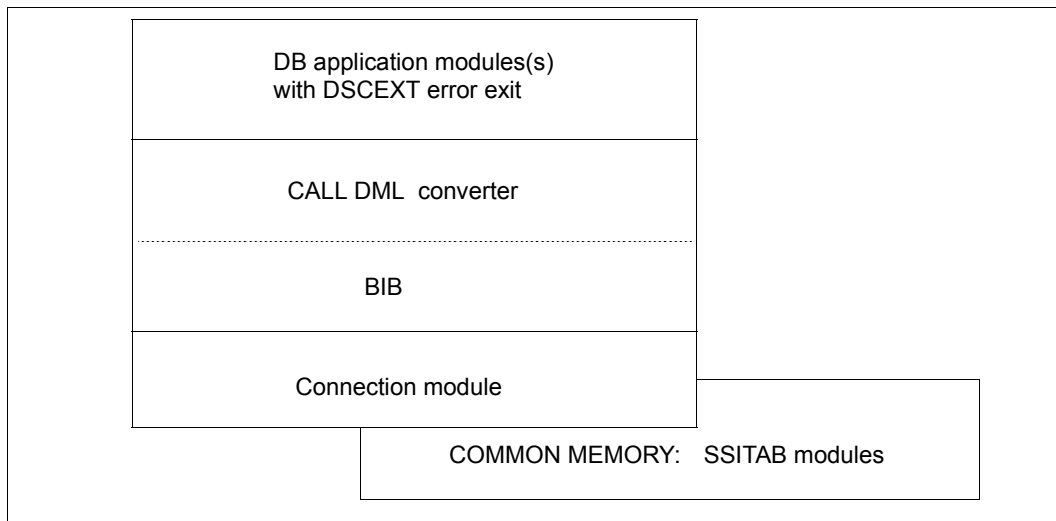 DB application modules(s)
with DSCEXT error exit
CALL DML converter
BIB
Connection module
COMMON MEMORY: SSITAB modules